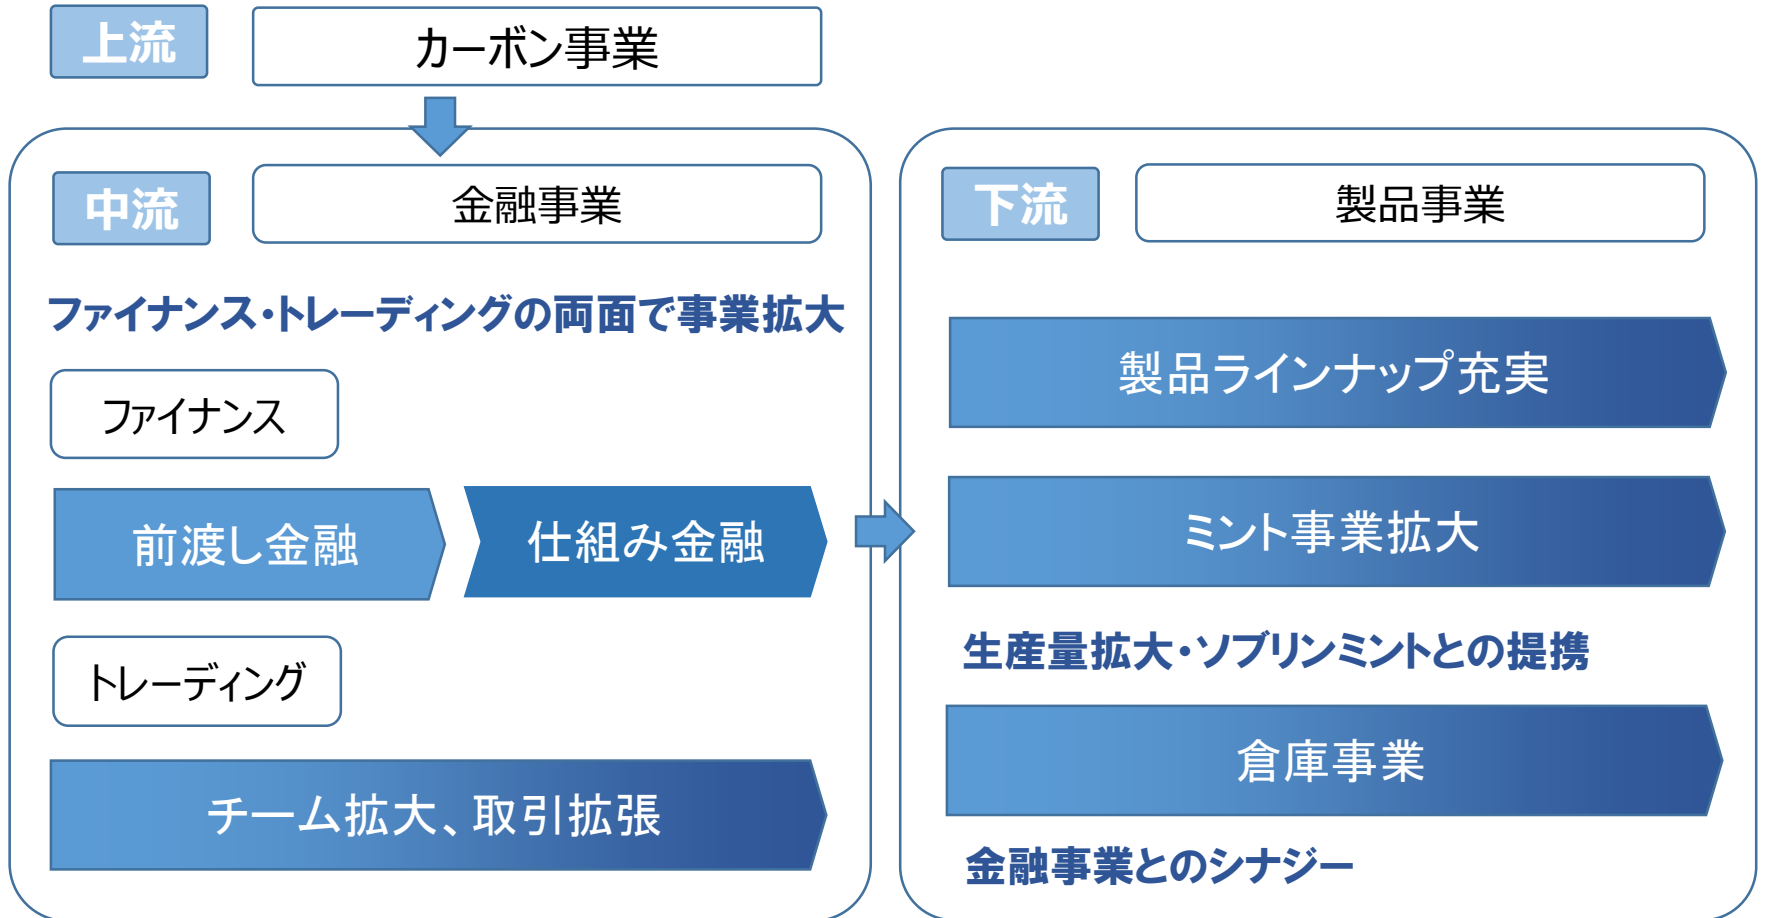 上流
カーボン事業
中流
金融事業
ファイナンス・トレーディングの両面で事業拡大
ファイナンス
前渡し金融
仕組み金融
トレーディング
チーム拡大、取引拡張
下流
製品事業
製品ラインナップ充実
ミント事業拡大
生産量拡大・ソブリンミントとの提携
倉庫事業
金融事業とのシナジー